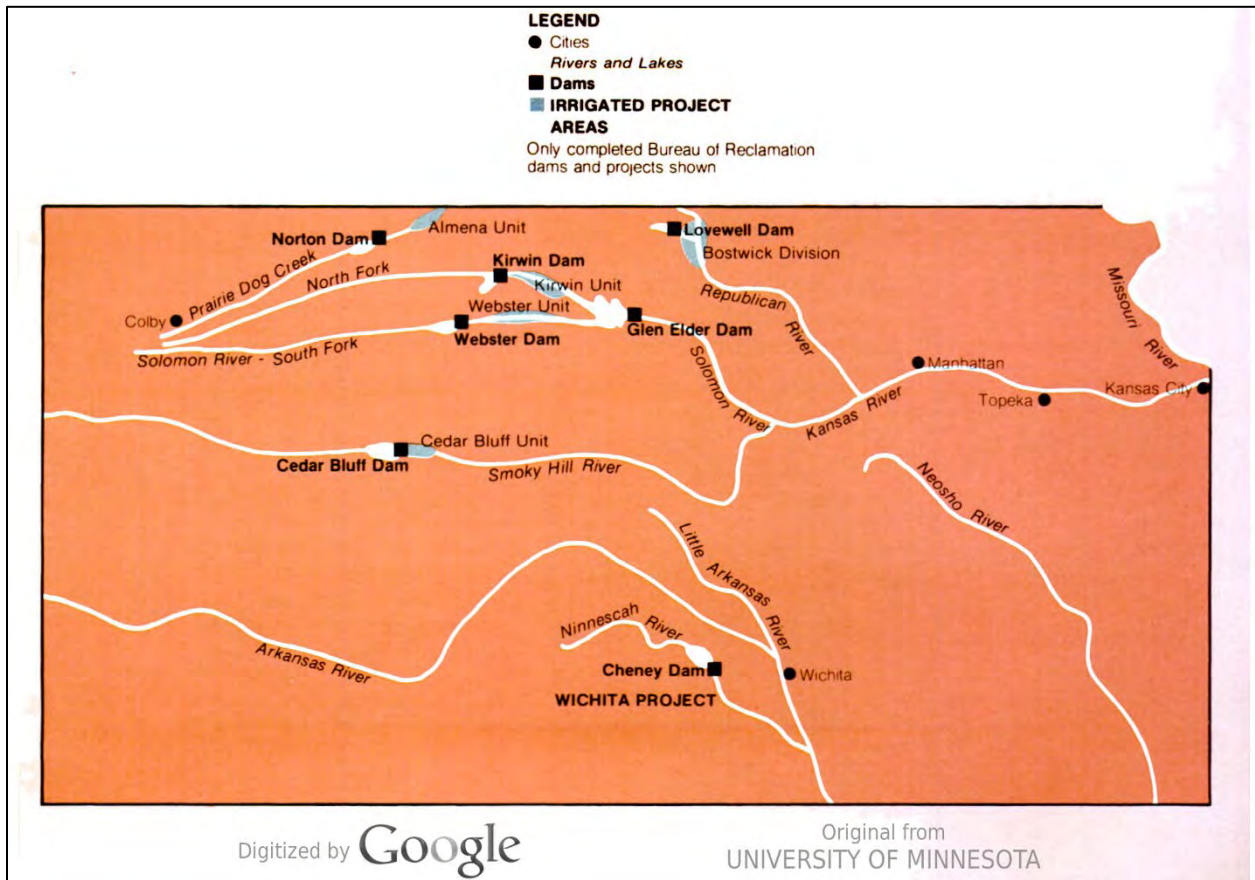 LEGEND
Cities
Rivers and Lakes
Dams
IRRIGATED PROJECT
AREAS
Only completed Bureau of Reclamation
dams and projects shown
Norton Dam
Almena Unit
Lovewell Dam
Bostwick Division
Prairie Dog Creek
North Fork
Kirwin Dam
Kirwin Unit
Republican
River
Missouri
River
Colby
Webster Unit
Solomon River - South Fork
Webster Dam
Glen Elder Dam
Solomon
River
Manhattan
Kansas River
Topeka
Kansas City
Cedar Bluff Unit
Cedar Bluff Dam
Smoky Hill River
Neosho River
Little Arkansas
River
Ninnescah
River
Arkansas River
Cheney Dam
Wichita
WICHITA PROJECT
Digitized by Google
Original from
UNIVERSITY OF MINNESOTA